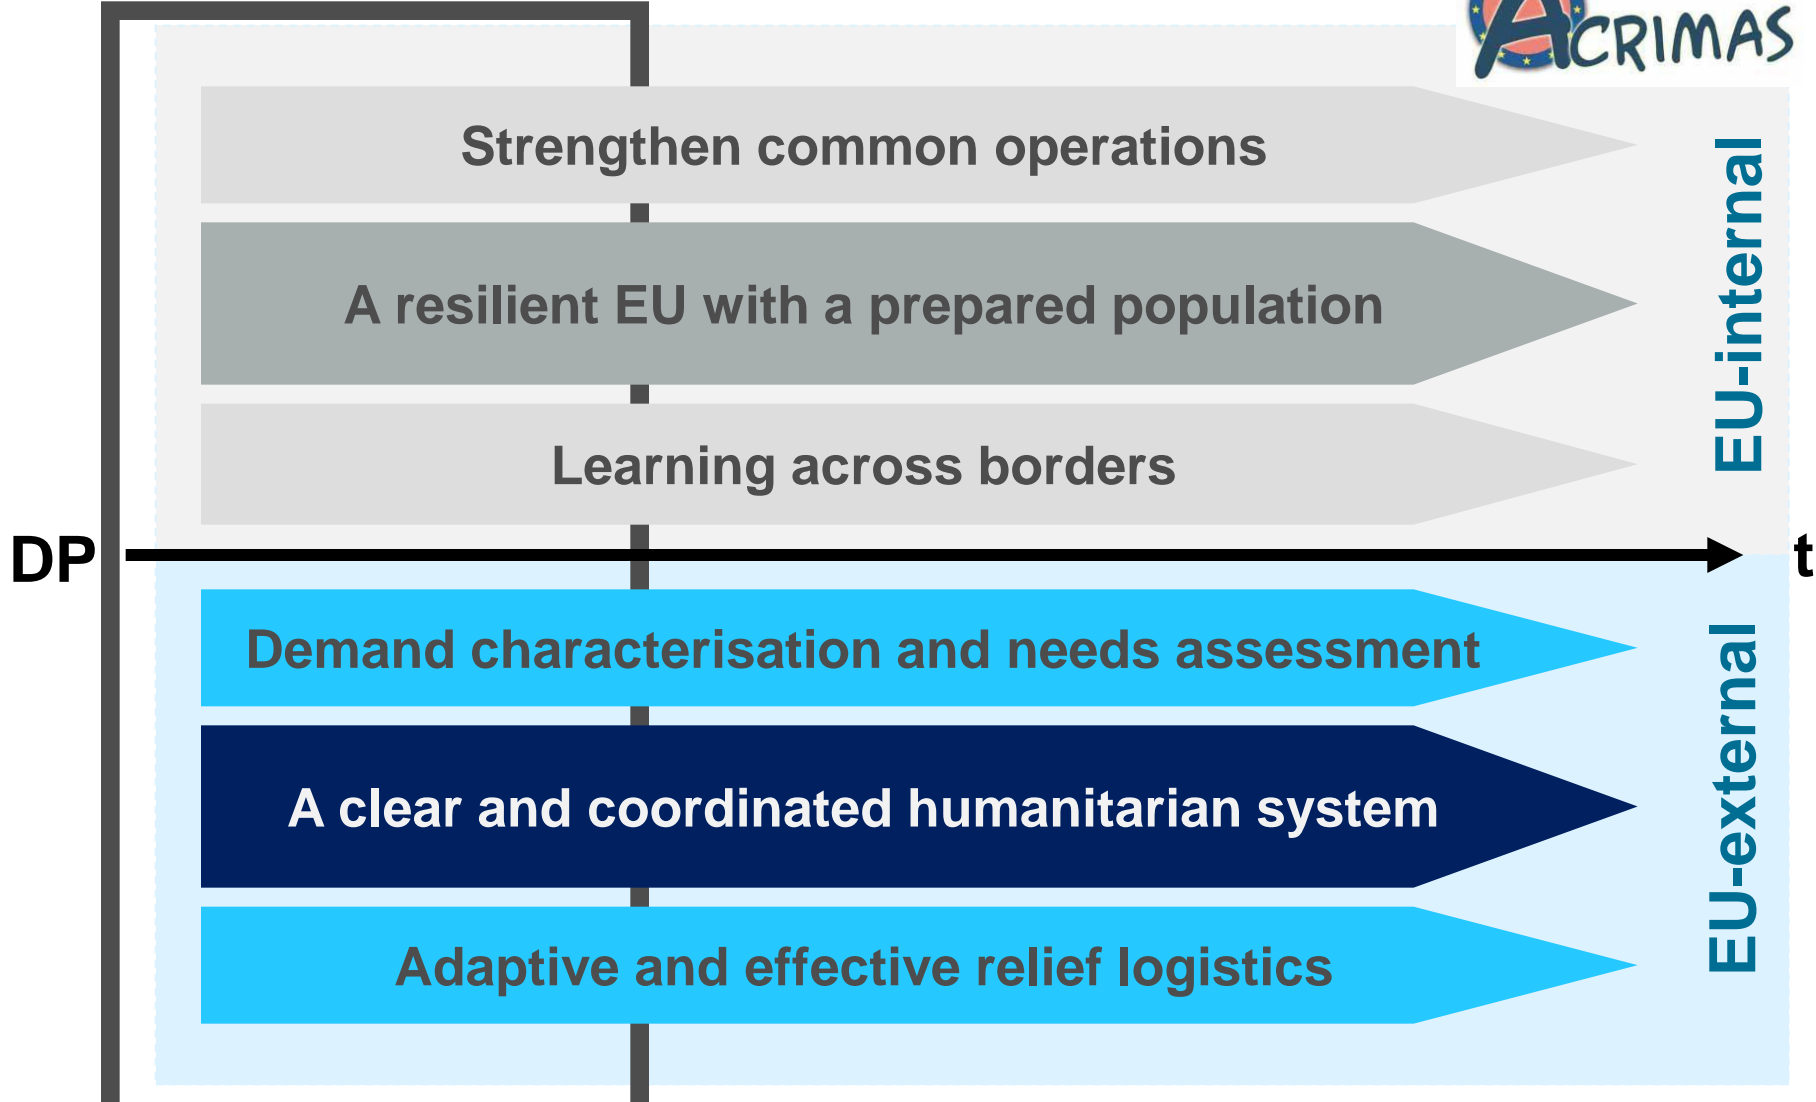 ACRIMAS
Strengthen common operations
A resilient EU with a prepared population
Learning across borders
EU-internal
DP
t
Demand characterisation and needs assessment
A clear and coordinated humanitarian system
Adaptive and effective relief logistics
EU-external